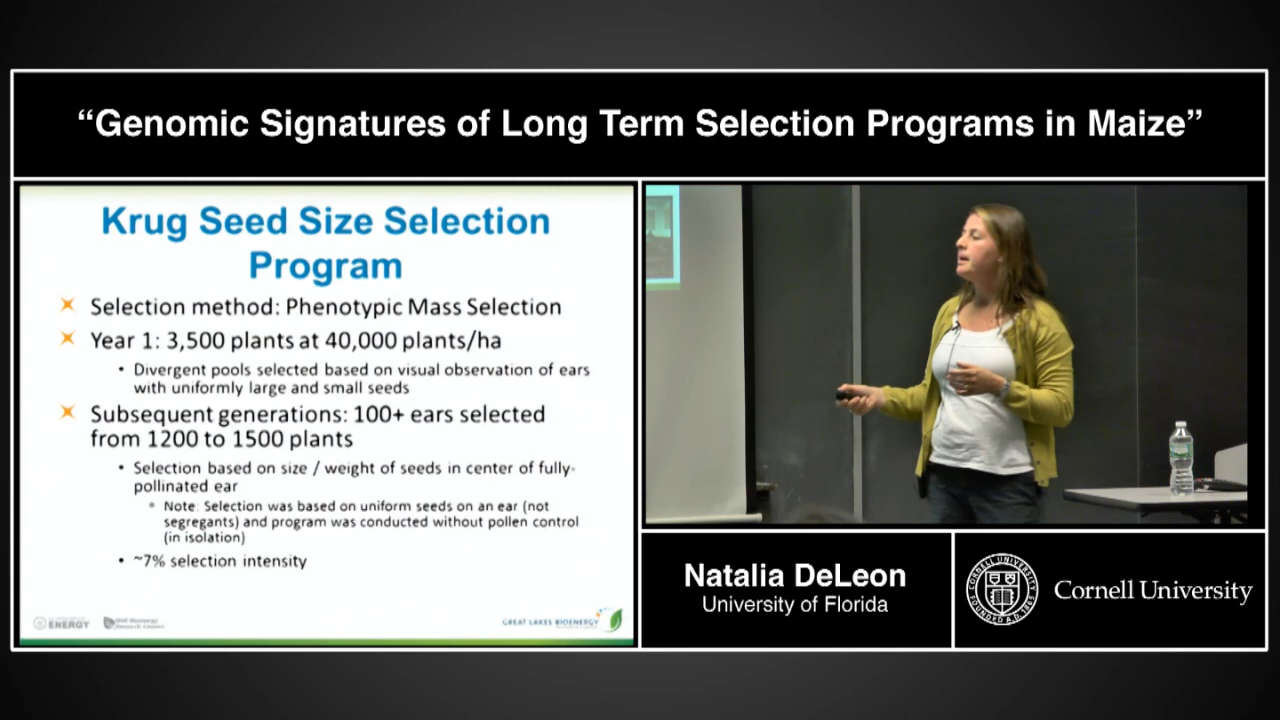 “Genomic Signatures of Long Term Selection Programs in Maize”
Krug Seed Size Selection
Program
Selection method: Phenotypic Mass Selection
Year 1: 3,500 plants at 40,000 plants/ha
• Divergent pools selected based on visual observation of ears
with uniformly large and small seeds
Subsequent generations: 100+ ears selected
from 1200 to 1500 plants
• Selection based on size / weight of seeds in center of fully-
pollinated ear
Note: Selection was based on uniform seeds on an ear (not
segregants) and program was conducted without pollen control
(in isolation)
• ~7% selection intensity
ENERGY
GREAT LAKES BIOENERGY
Natalia DeLeon
University of Florida
CORNELL UNIVERSITY
FOUNDED A.D. 1865
Cornell University